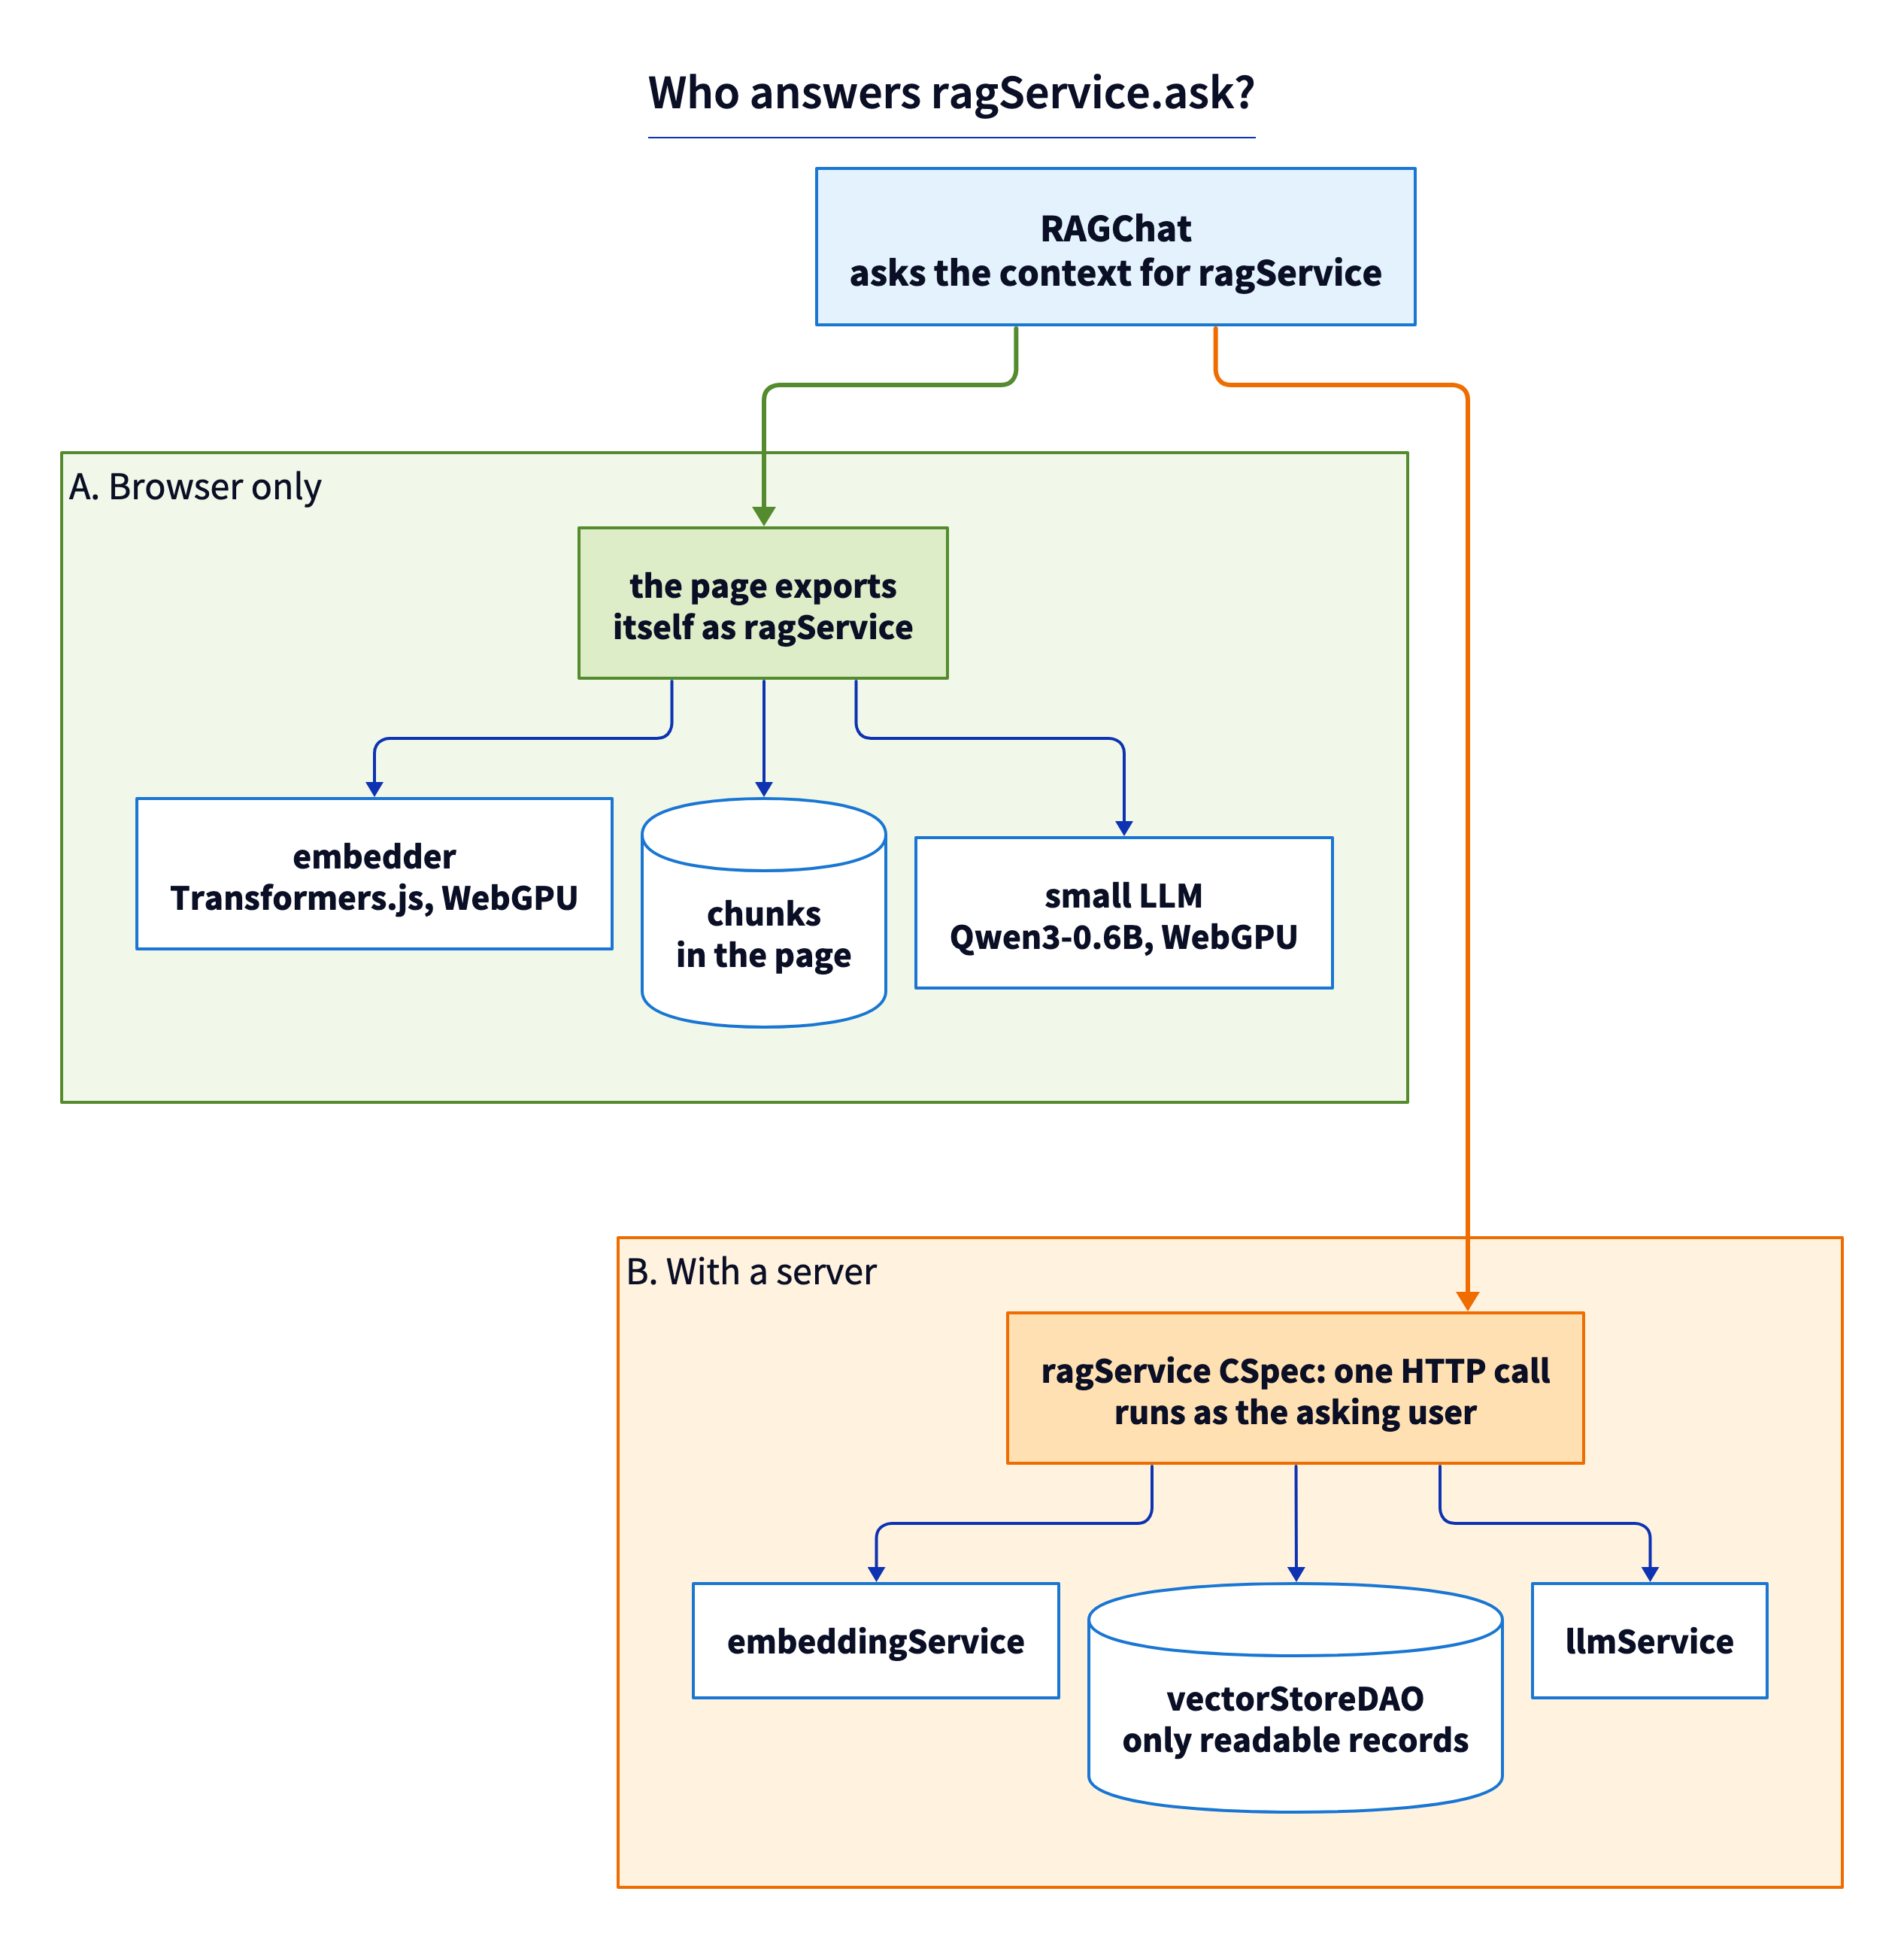 Who answers ragService.ask?
RAGChat
asks the context for ragService
A. Browser only
the page exports
itself as ragService
embedder
Transformers.js, WebGPU
chunks
in the page
small LLM
Qwen3-0.6B, WebGPU
B. With a server
ragService CSpec: one HTTP call
runs as the asking user
embeddingService
vectorStoreDAO
only readable records
llmService